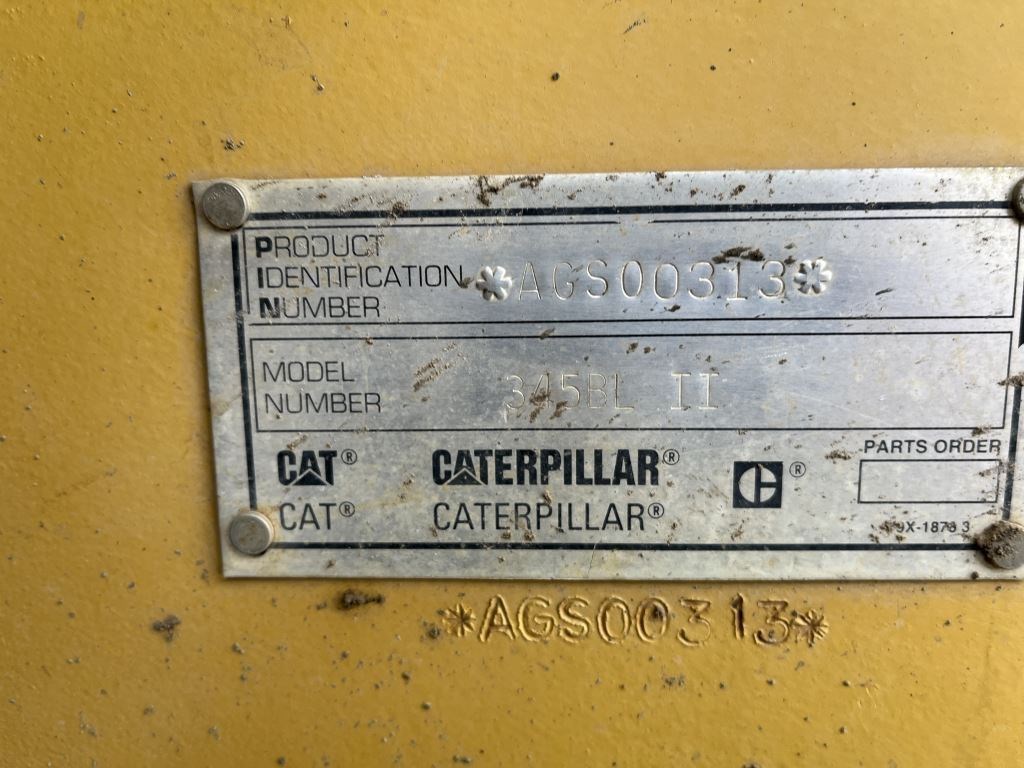 PRODUCT
IDENTIFICATION
NUMBER
*AGS00313*
MODEL
NUMBER
345BL II
CAT® CATERPILLAR® ®
PARTS ORDER
CAT® CATERPILLAR®
*AGS00313*